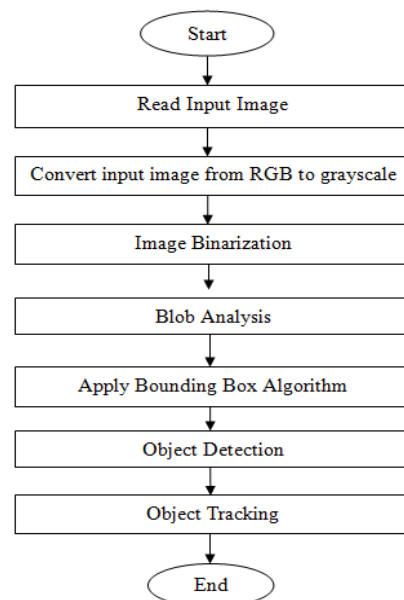 Start
Read Input Image
Convert input image from RGB to grayscale
Image Binarization
Blob Analysis
Apply Bounding Box Algorithm
Object Detection
Object Tracking
End